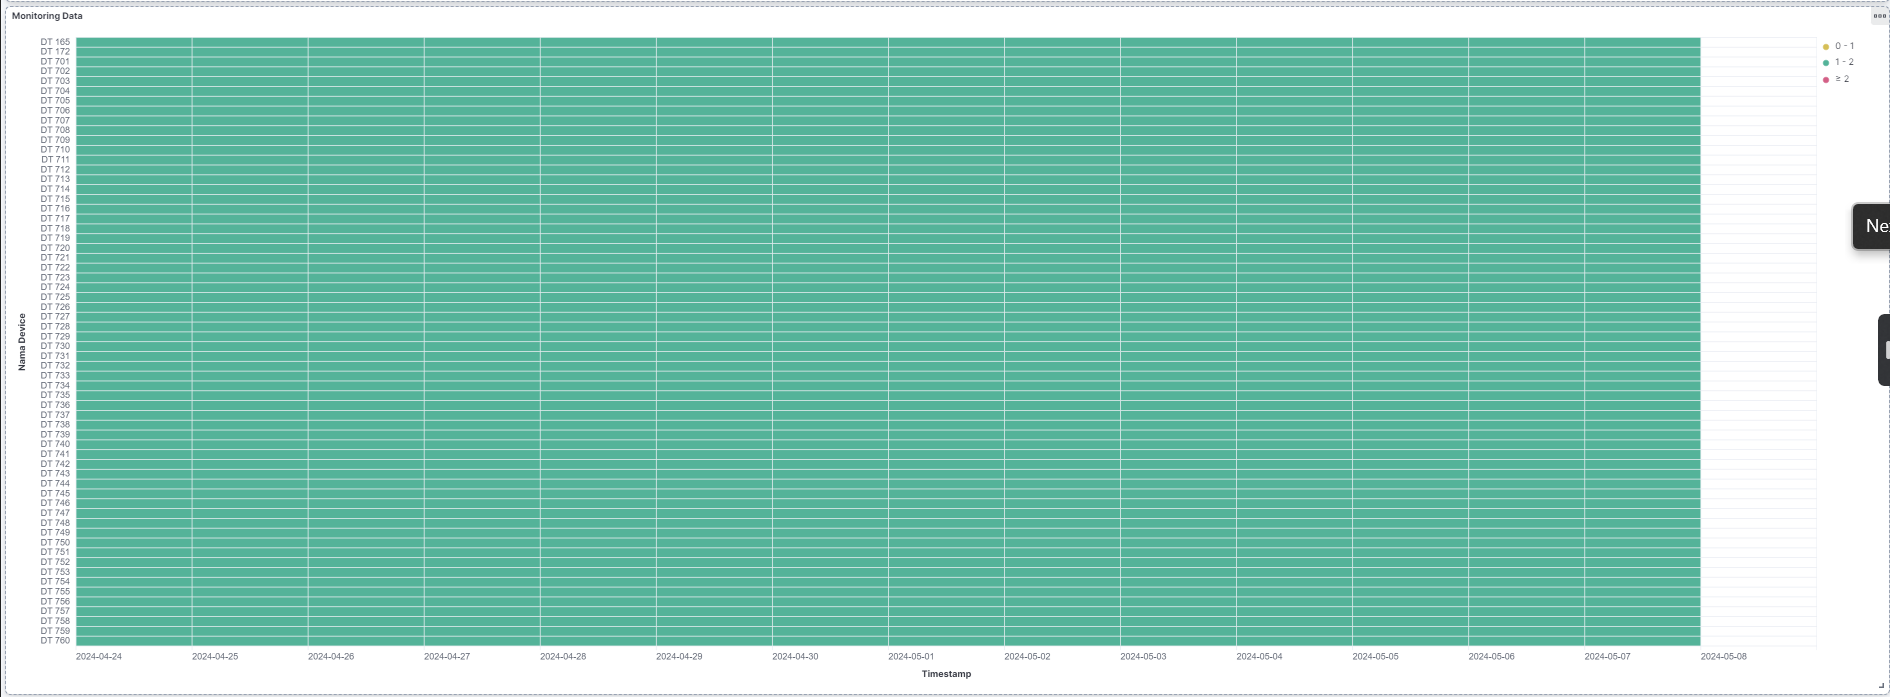 Monitoring Data
DT 165
DT 172
DT 701
DT 702
DT 703
DT 704
DT 705
DT 706
DT 707
DT 708
DT 709
DT 710
DT 711
DT 712
DT 713
DT 714
DT 715
DT 716
DT 717
DT 718
DT 719
DT 720
DT 721
DT 722
DT 723
DT 724
DT 725
DT 726
DT 727
DT 728
DT 729
DT 730
DT 731
DT 732
DT 733
DT 734
DT 735
DT 736
DT 737
DT 738
DT 739
DT 740
DT 741
DT 742
DT 743
DT 744
DT 745
DT 746
DT 747
DT 748
DT 749
DT 750
DT 751
DT 752
DT 753
DT 754
DT 755
DT 756
DT 757
DT 758
DT 759
DT 760
Nama Device
2024-04-24 2024-04-25 2024-04-26 2024-04-27 2024-04-28 2024-04-29 2024-04-30 2024-05-01 2024-05-02 2024-05-03 2024-05-04 2024-05-05 2024-05-06 2024-05-07 2024-05-08
Timestamp
0 - 1
1 - 2
≥ 2